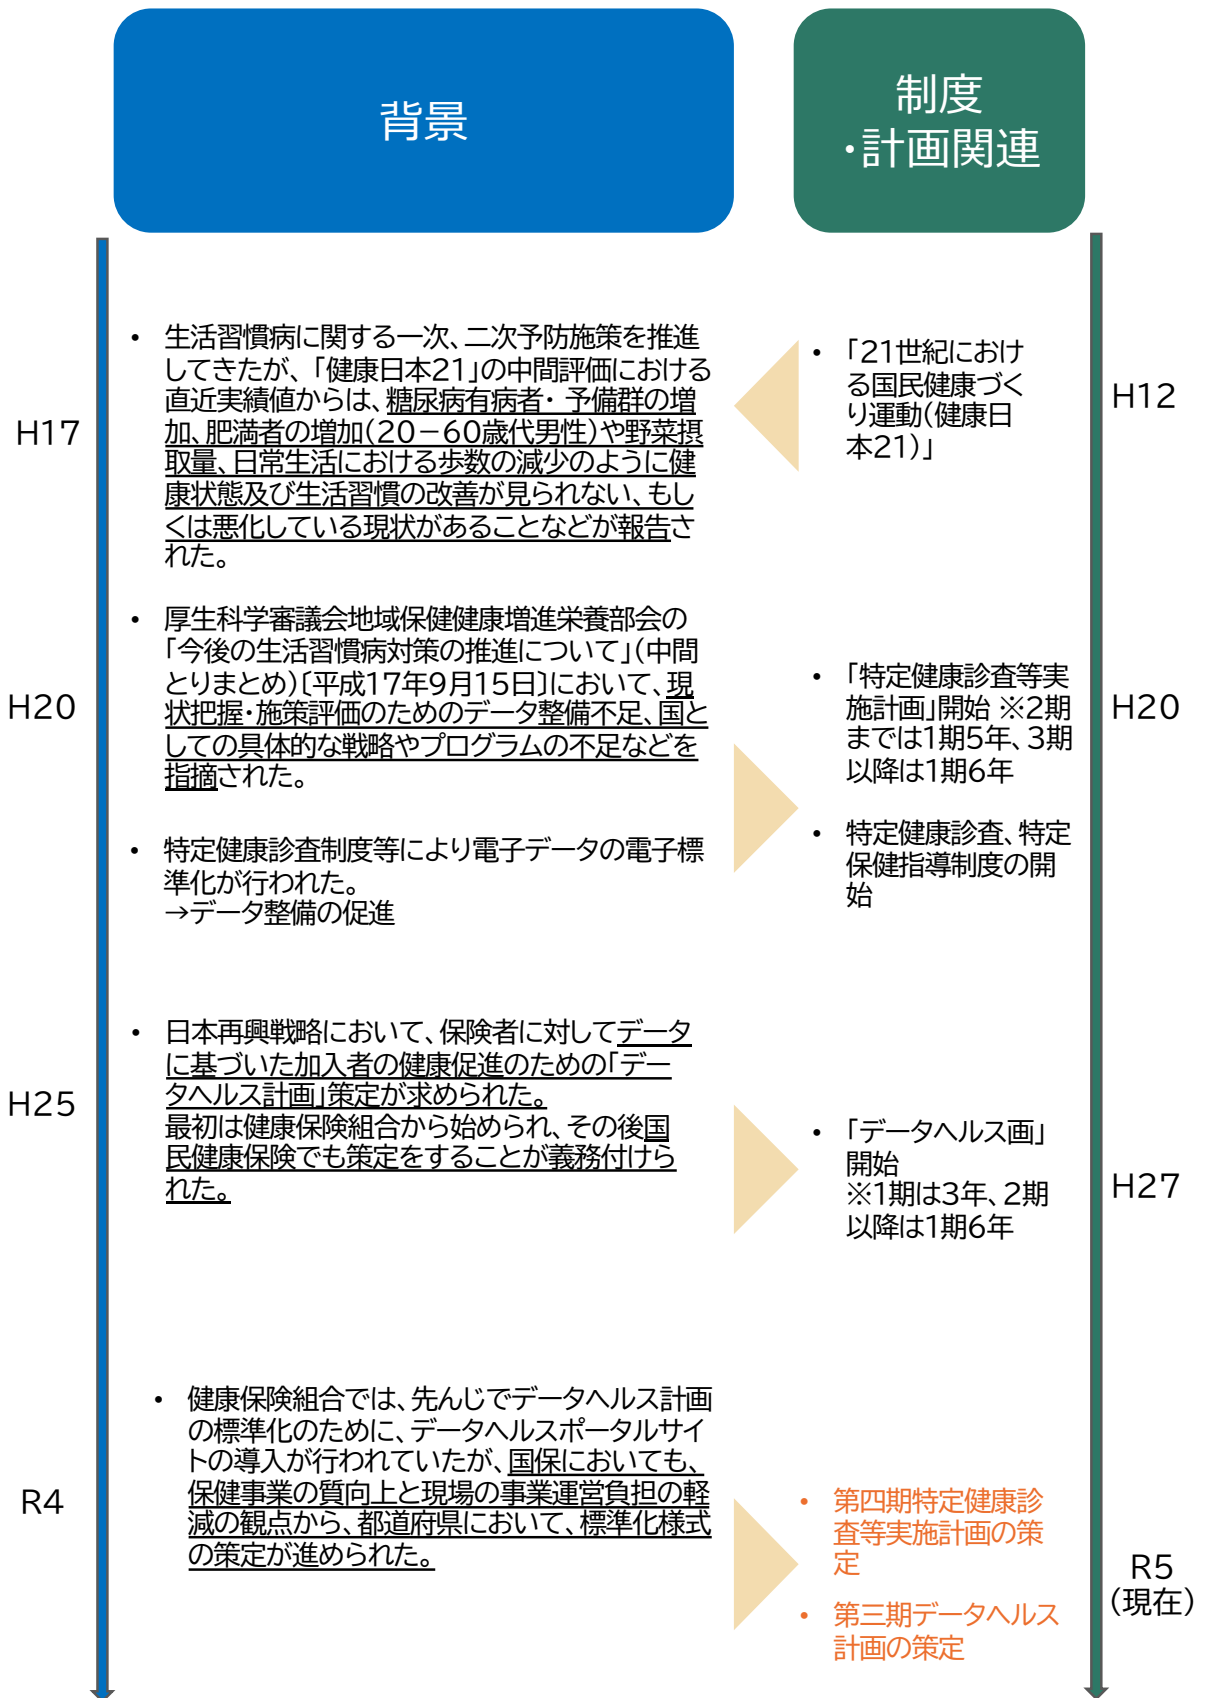 背景
制度
・計画関連
H17
・ 生活習慣病に関する一次、二次予防施策を推進
してきたが、「健康日本21」の中間評価における
直近実績値からは、糖尿病有病者・ 予備群の増
加、肥満者の増加(20－60歳代男性)や野菜摂
取量、日常生活における歩数の減少のように健
康状態及び生活習慣の改善が見られない、もし
くは悪化している現状があることなどが報告さ
れた。
・ 「21世紀におけ
る国民健康づく
り運動(健康日
本21)」
H12
H20
・ 厚生科学審議会地域保健健康増進栄養部会の
「今後の生活習慣病対策の推進について」(中間
とりまとめ)〔平成17年9月15日〕において、現
状把握・施策評価のためのデータ整備不足、国と
しての具体的な戦略やプログラムの不足などを
指摘された。
・ 特定健康診査制度等により電子データの電子標
準化が行われた。
→データ整備の促進
・ 「特定健康診査等実
施計画」開始 ※2期
までは1期5年、3期
以降は1期6年
・ 特定健康診査、特定
保健指導制度の開
始
H20
H25
・ 日本再興戦略において、保険者に対してデータ
に基づいた加入者の健康促進のための「デー
タヘルス計画」策定が求められた。
最初は健康保険組合から始められ、その後国
民健康保険でも策定をすることが義務付けら
れた。
・ 「データヘルス画」
開始
※1期は3年、2期
以降は1期6年
H27
R4
・ 健康保険組合では、先んじでデータヘルス計画
の標準化のために、データヘルスポータルサイ
トの導入が行われていたが、国保においても、
保健事業の質向上と現場の事業運営負担の軽
減の観点から、都道府県において、標準化様式
の策定が進められた。
・ 第四期特定健康診
査等実施計画の策
定
・ 第三期データヘルス
計画の策定
R5
(現在)